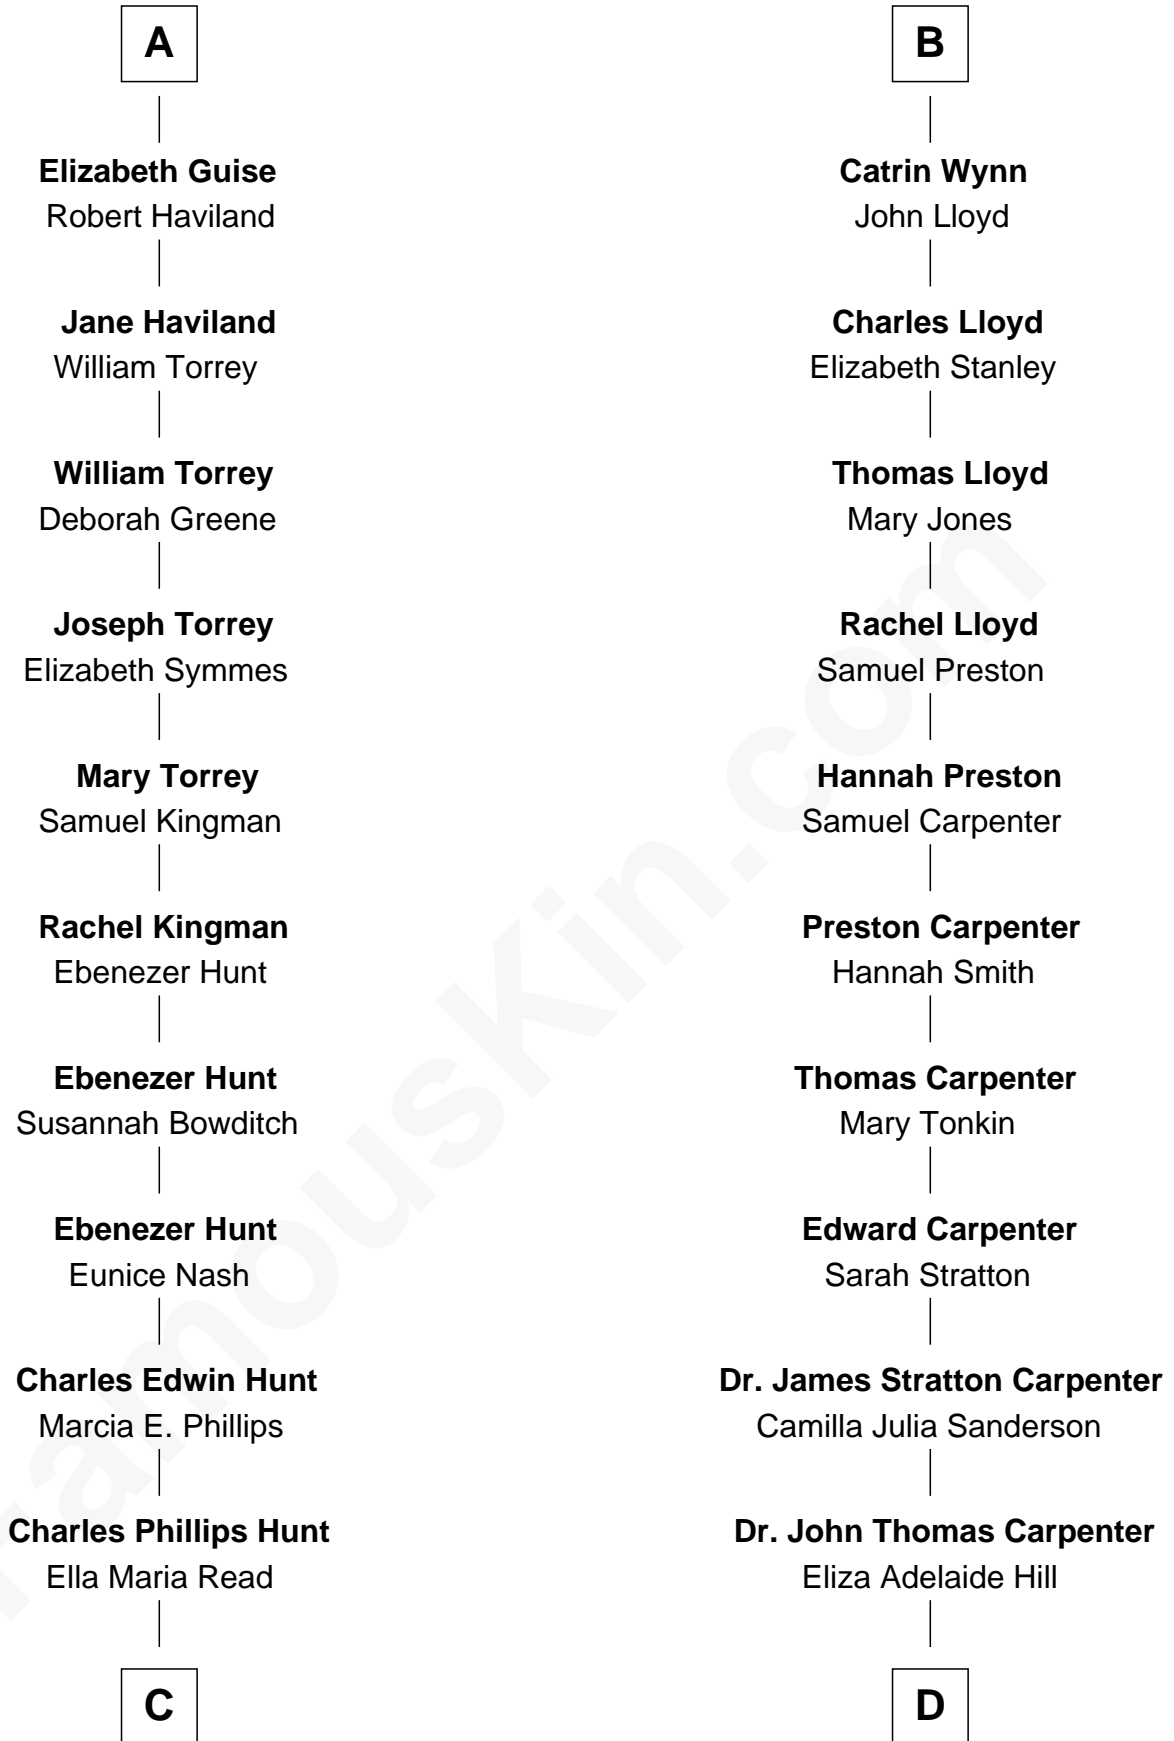 A
Elizabeth Guise
Robert Haviland
Jane Haviland
William Torrey
William Torrey
Deborah Greene
Joseph Torrey
Elizabeth Symmes
Mary Torrey
Samuel Kingman
Rachel Kingman
Ebenezer Hunt
Ebenezer Hunt
Susannah Bowditch
Ebenezer Hunt
Eunice Nash
Charles Edwin Hunt
Marcia E. Phillips
Charles Phillips Hunt
Ella Maria Read
C
B
Catrin Wynn
John Lloyd
Charles Lloyd
Elizabeth Stanley
Thomas Lloyd
Mary Jones
Rachel Lloyd
Samuel Preston
Hannah Preston
Samuel Carpenter
Preston Carpenter
Hannah Smith
Thomas Carpenter
Mary Tonkin
Edward Carpenter
Sarah Stratton
Dr. James Stratton Carpenter
Camilla Julia Sanderson
Dr. John Thomas Carpenter
Eliza Adelaide Hill
D
FamousKin.com